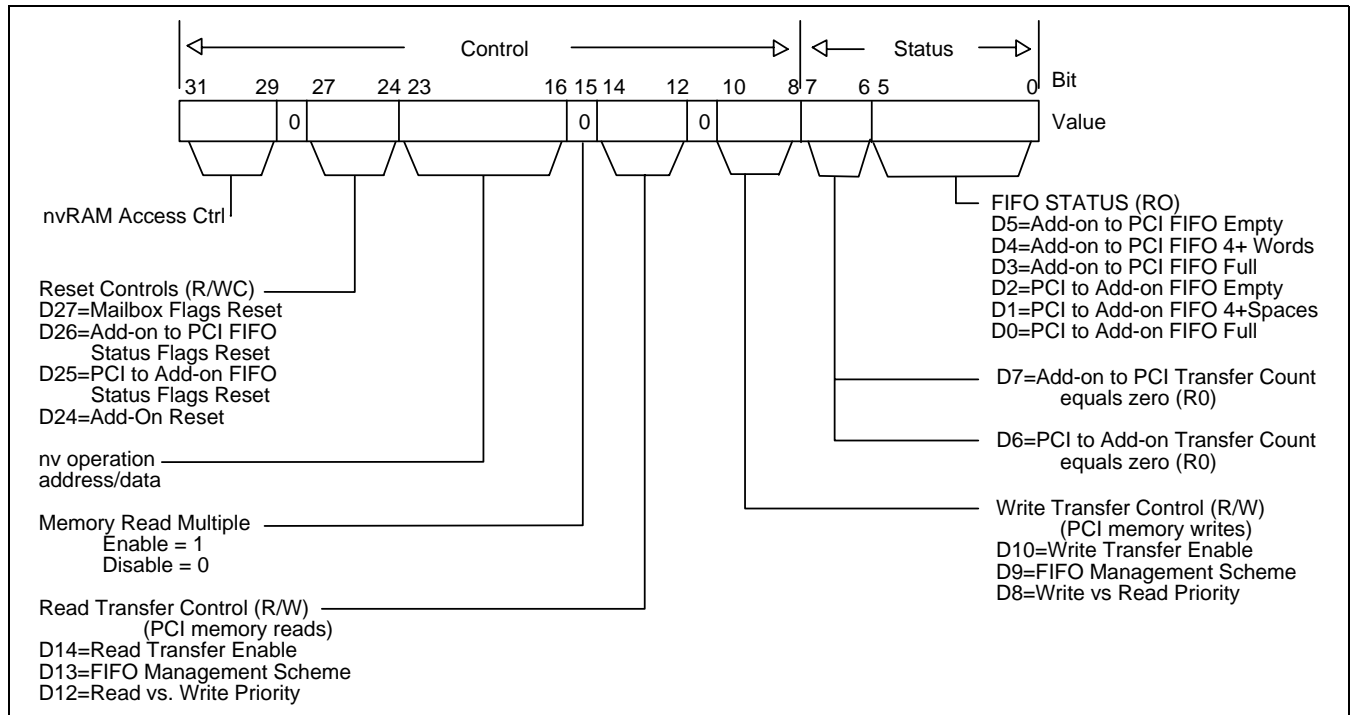 Control
Status
31 29 27 24 23 16 15 14 12 10 8 7 6 5 0 Bit
0 0 0 Value
nvRAM Access Ctrl
Reset Controls (R/WC)
D27=Mailbox Flags Reset
D26=Add-on to PCI FIFO
Status Flags Reset
D25=PCI to Add-on FIFO
Status Flags Reset
D24=Add-On Reset
nv operation
address/data
Memory Read Multiple
Enable = 1
Disable = 0
Read Transfer Control (R/W)
(PCI memory reads)
D14=Read Transfer Enable
D13=FIFO Management Scheme
D12=Read vs. Write Priority
FIFO STATUS (RO)
D5=Add-on to PCI FIFO Empty
D4=Add-on to PCI FIFO 4+ Words
D3=Add-on to PCI FIFO Full
D2=PCI to Add-on FIFO Empty
D1=PCI to Add-on FIFO 4+Spaces
D0=PCI to Add-on FIFO Full
D7=Add-on to PCI Transfer Count
equals zero (R0)
D6=PCI to Add-on Transfer Count
equals zero (R0)
Write Transfer Control (R/W)
(PCI memory writes)
D10=Write Transfer Enable
D9=FIFO Management Scheme
D8=Write vs Read Priority